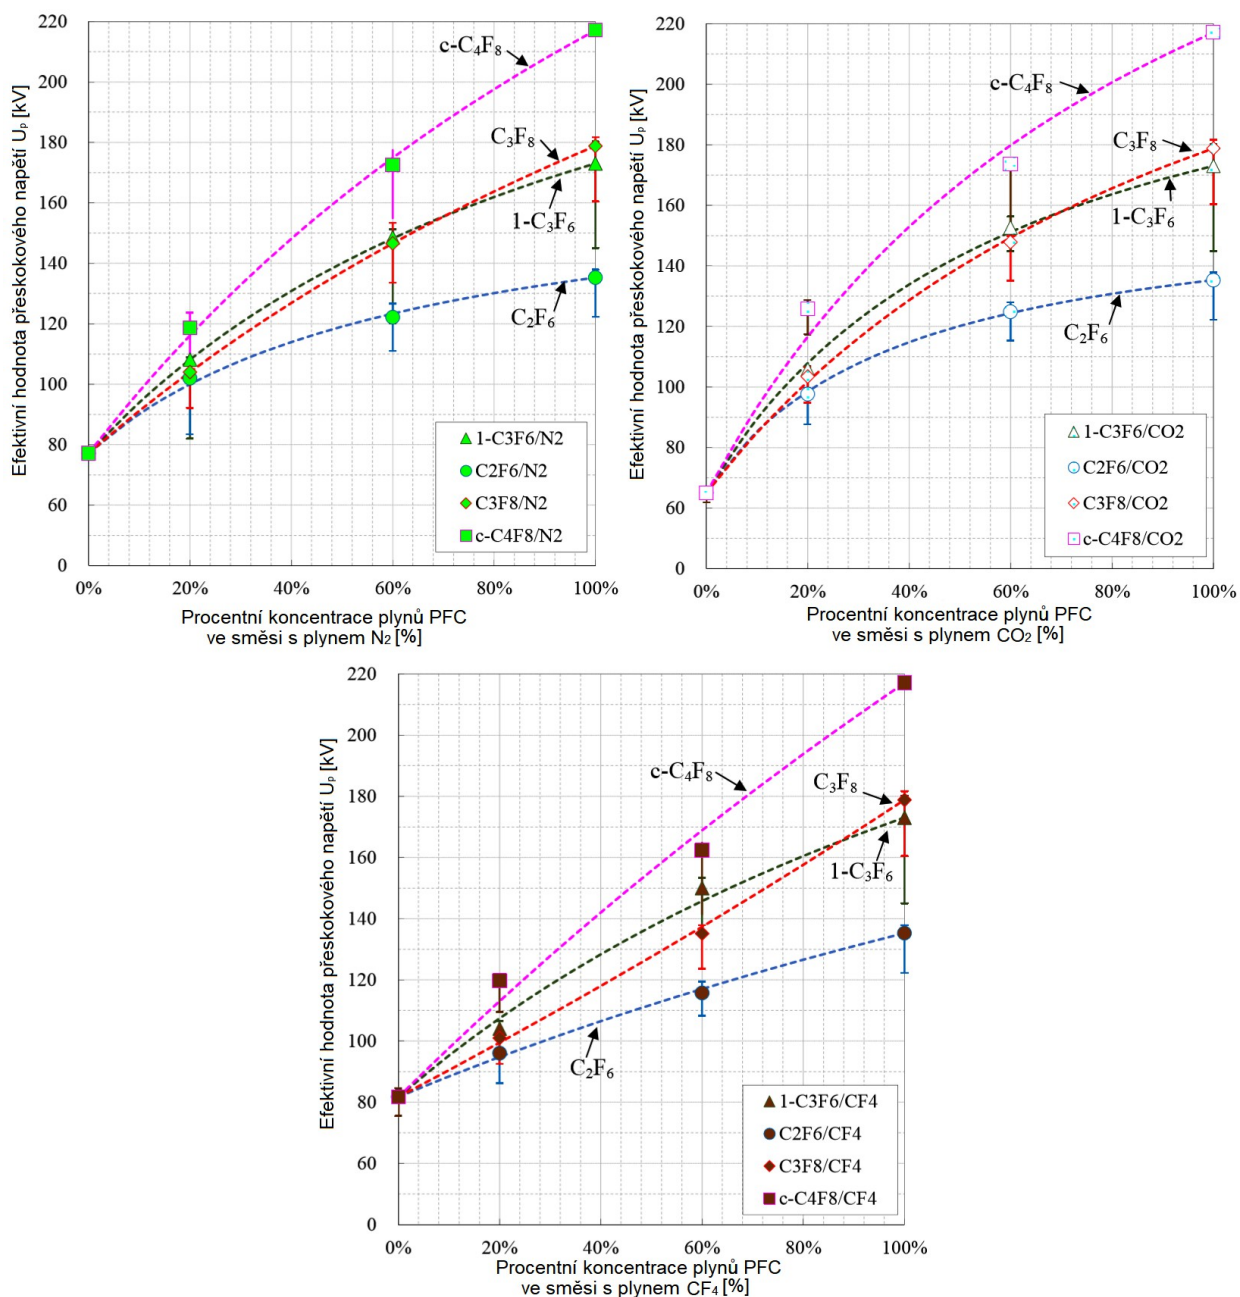 Efektivní hodnota přeskokového napětí Uₚ [kV]
220
200
180
160
140
120
100
80
60
40
20
0
c-C₄F₈
C₃F₈
1-C₃F₆
C₂F₆
1-C3F6/N2
C2F6/N2
C3F8/N2
c-C4F8/N2
0% 20% 40% 60% 80% 100%
Procentní koncentrace plynů PFC
ve směsi s plynem N₂ [%]
Efektivní hodnota přeskokového napětí Uₚ [kV]
220
200
180
160
140
120
100
80
60
40
20
0
c-C₄F₈
C₃F₈
1-C₃F₆
C₂F₆
1-C3F6/CO2
C2F6/CO2
C3F8/CO2
c-C4F8/CO2
0% 20% 40% 60% 80% 100%
Procentní koncentrace plynů PFC
ve směsi s plynem CO₂ [%]
Efektivní hodnota přeskokového napětí Uₚ [kV]
220
200
180
160
140
120
100
80
60
40
20
0
c-C₄F₈
C₃F₈
1-C₃F₆
C₂F₆
1-C3F6/CF4
C2F6/CF4
C3F8/CF4
c-C4F8/CF4
0% 20% 40% 60% 80% 100%
Procentní koncentrace plynů PFC
ve směsi s plynem CF₄ [%]